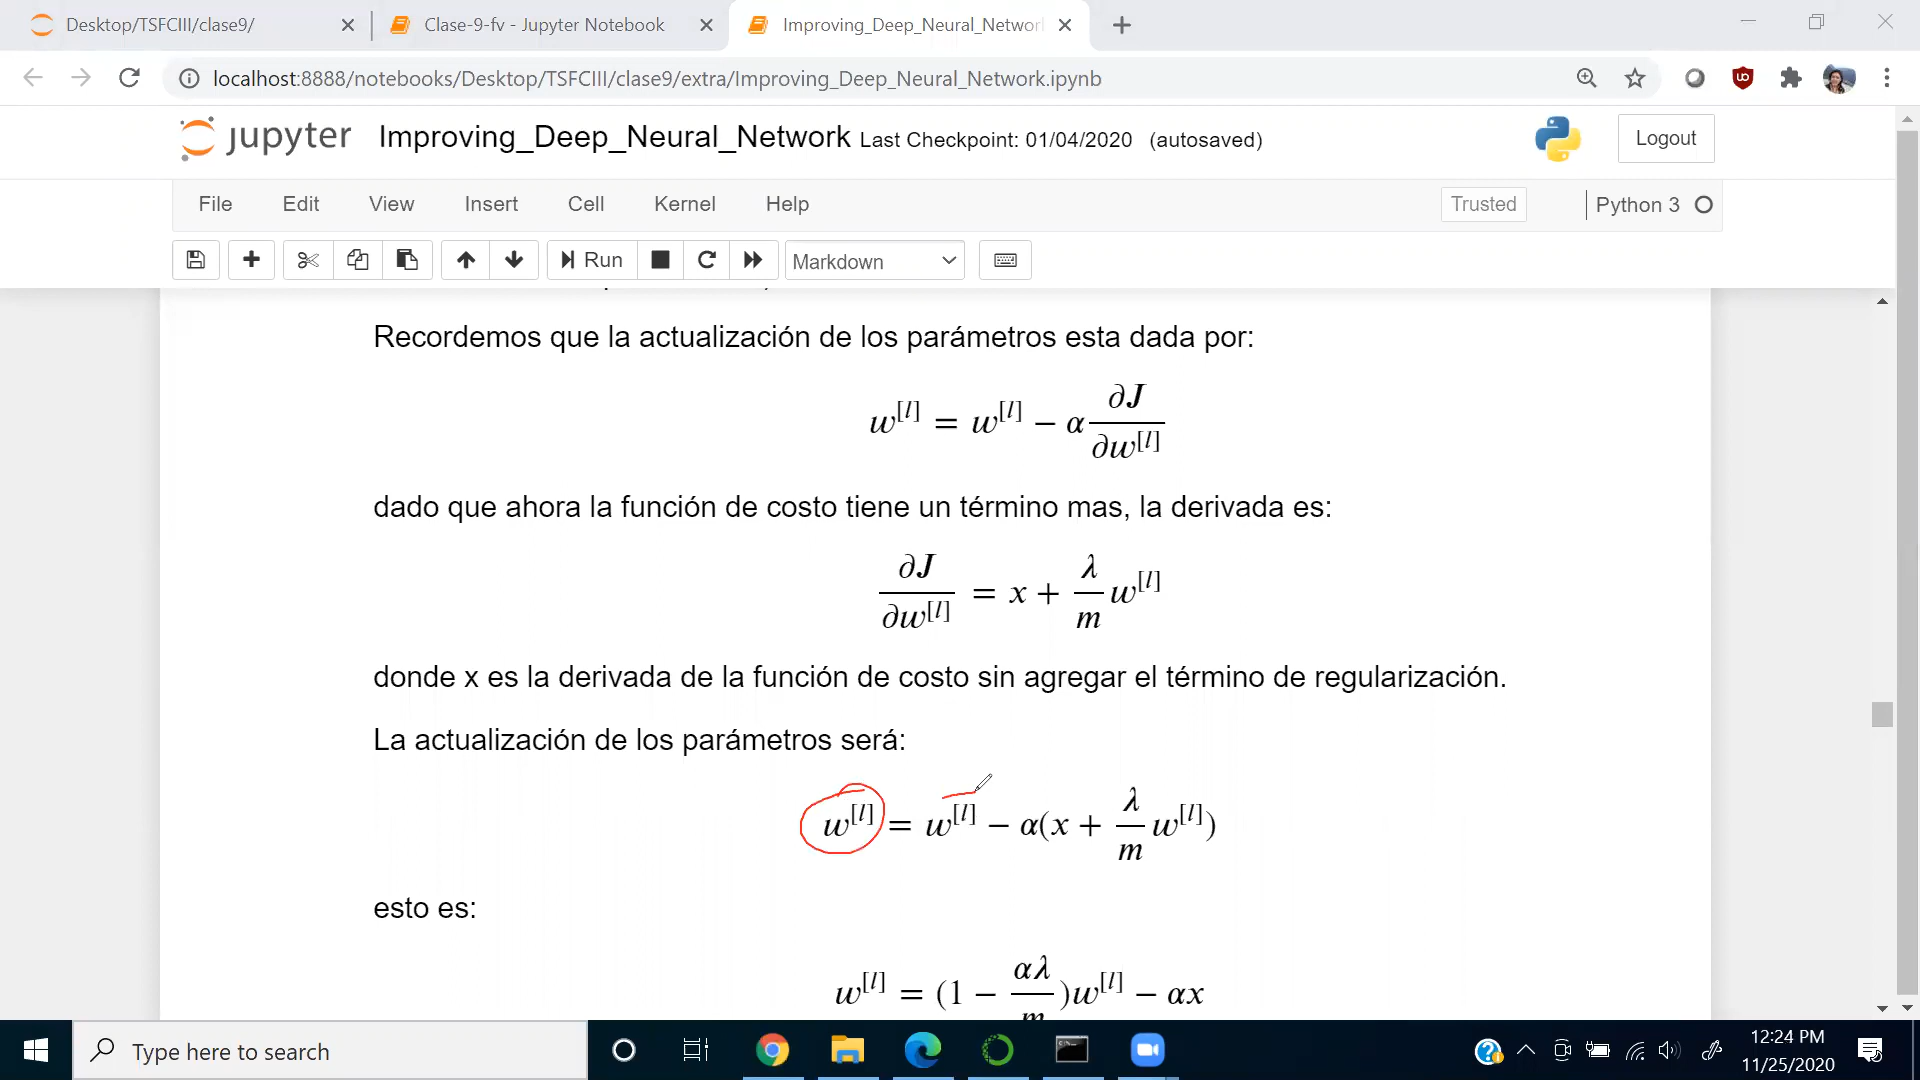 Desktop/TSFCIII/clase9/
Clase-9-fv - Jupyter Notebook
Improving_Deep_Neural_Networ
localhost:8888/notebooks/Desktop/TSFCIII/clase9/extra/Improving_Deep_Neural_Network.ipynb
jupyter Improving_Deep_Neural_Network Last Checkpoint: 01/04/2020 (autosaved)
Logout
File Edit View Insert Cell Kernel Help
Trusted
Python 3
Run
Markdown
Recordemos que la actualización de los parámetros esta dada por:
w^[l] = w^[l] − α ∂J/∂w^[l]
dado que ahora la función de costo tiene un término mas, la derivada es:
∂J/∂w^[l] = x + λ/m w^[l]
donde x es la derivada de la función de costo sin agregar el término de regularización.
La actualización de los parámetros será:
w^[l] = w^[l] − α(x + λ/m w^[l])
esto es:
w^[l] = (1 − αλ/m)w^[l] − αx
Type here to search
12:24 PM
11/25/2020